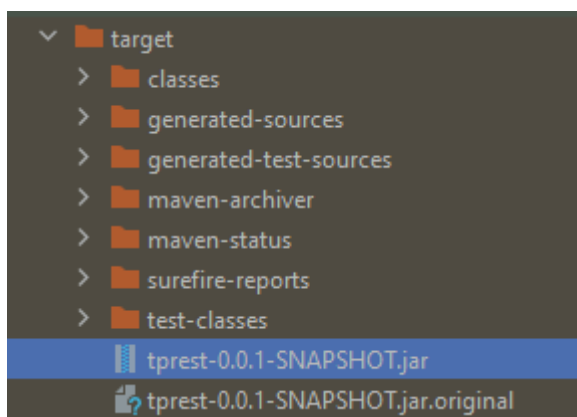 target
classes
generated-sources
generated-test-sources
maven-archiver
maven-status
surefire-reports
test-classes
tprest-0.0.1-SNAPSHOT.jar
tprest-0.0.1-SNAPSHOT.jar.original